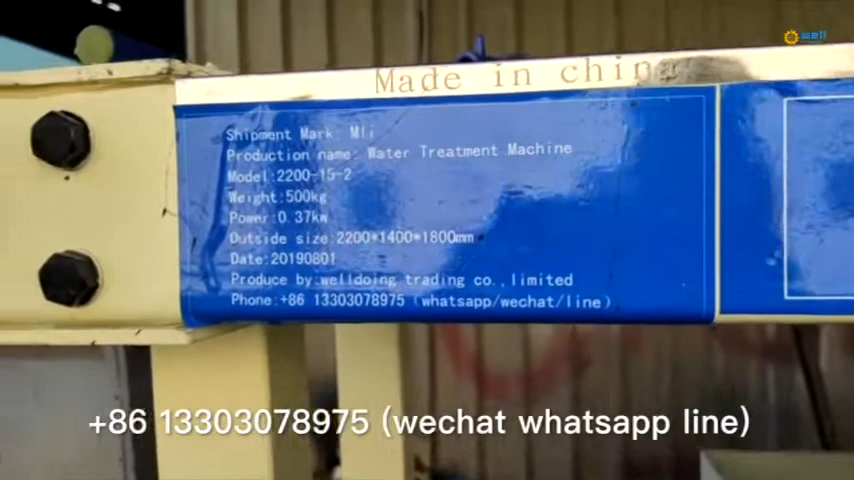 well
Made in china
Shipment Mark: Mli
Production name: Water Treatment Machine
Model:2200-15-2
Weight:500kg
Power:0.37kw
Outside size:2200*1400*1800mm
Date:20190801
Produce by:welldoing trading co.,limited
Phone:+86 13303078975 (whatsapp/wechat/line)
+86 13303078975 (wechat whatsapp line)